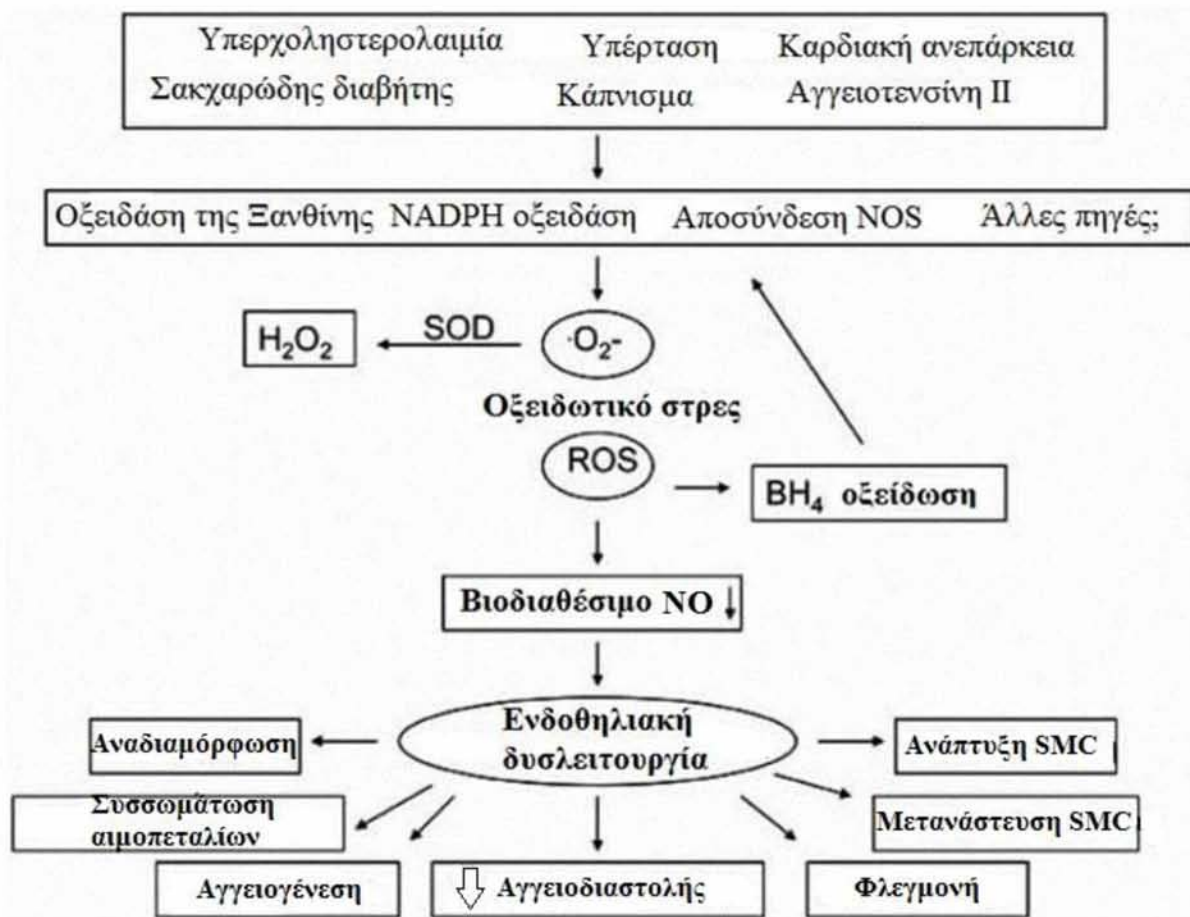 Υπερχοληστερολαιμία Υπέρταση Καρδιακή ανεπάρκεια
Σακχαρώδης διαβήτης Κάπνισμα Αγγειοτενσίνη II
Οξειδάση της Ξανθίνης NADPH οξειδάση Αποσύνδεση NOS Άλλες πηγές;
H₂O₂ SOD ·O₂-
Οξειδωτικό στρες
ROS
BH₄ οξείδωση
Βιοδιαθέσιμο NO ↓
Ενδοθηλιακή
δυσλειτουργία
Αναδιαμόρφωση
Ανάπτυξη SMC
Συσσωμάτωση
αιμοπεταλίων
Μετανάστευση SMC
Αγγειογένεση
⇩ Αγγειοδιαστολής
Φλεγμονή